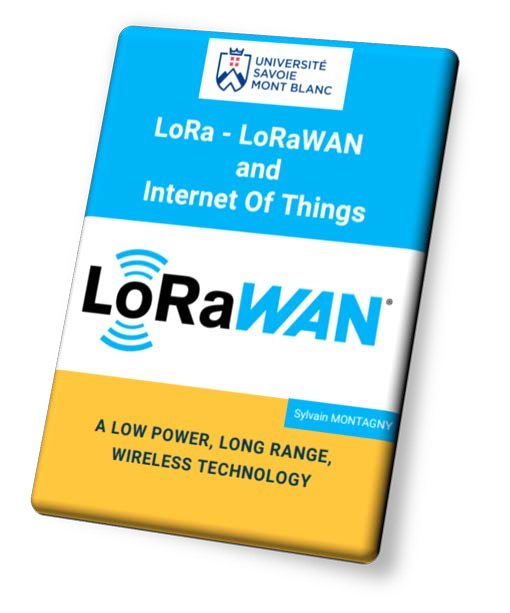 UNIVERSITÉ
SAVOIE
MONT BLANC
LoRa - LoRaWAN
and
Internet Of Things
LoRaWAN®
Sylvain MONTAGNY
A LOW POWER, LONG RANGE,
WIRELESS TECHNOLOGY